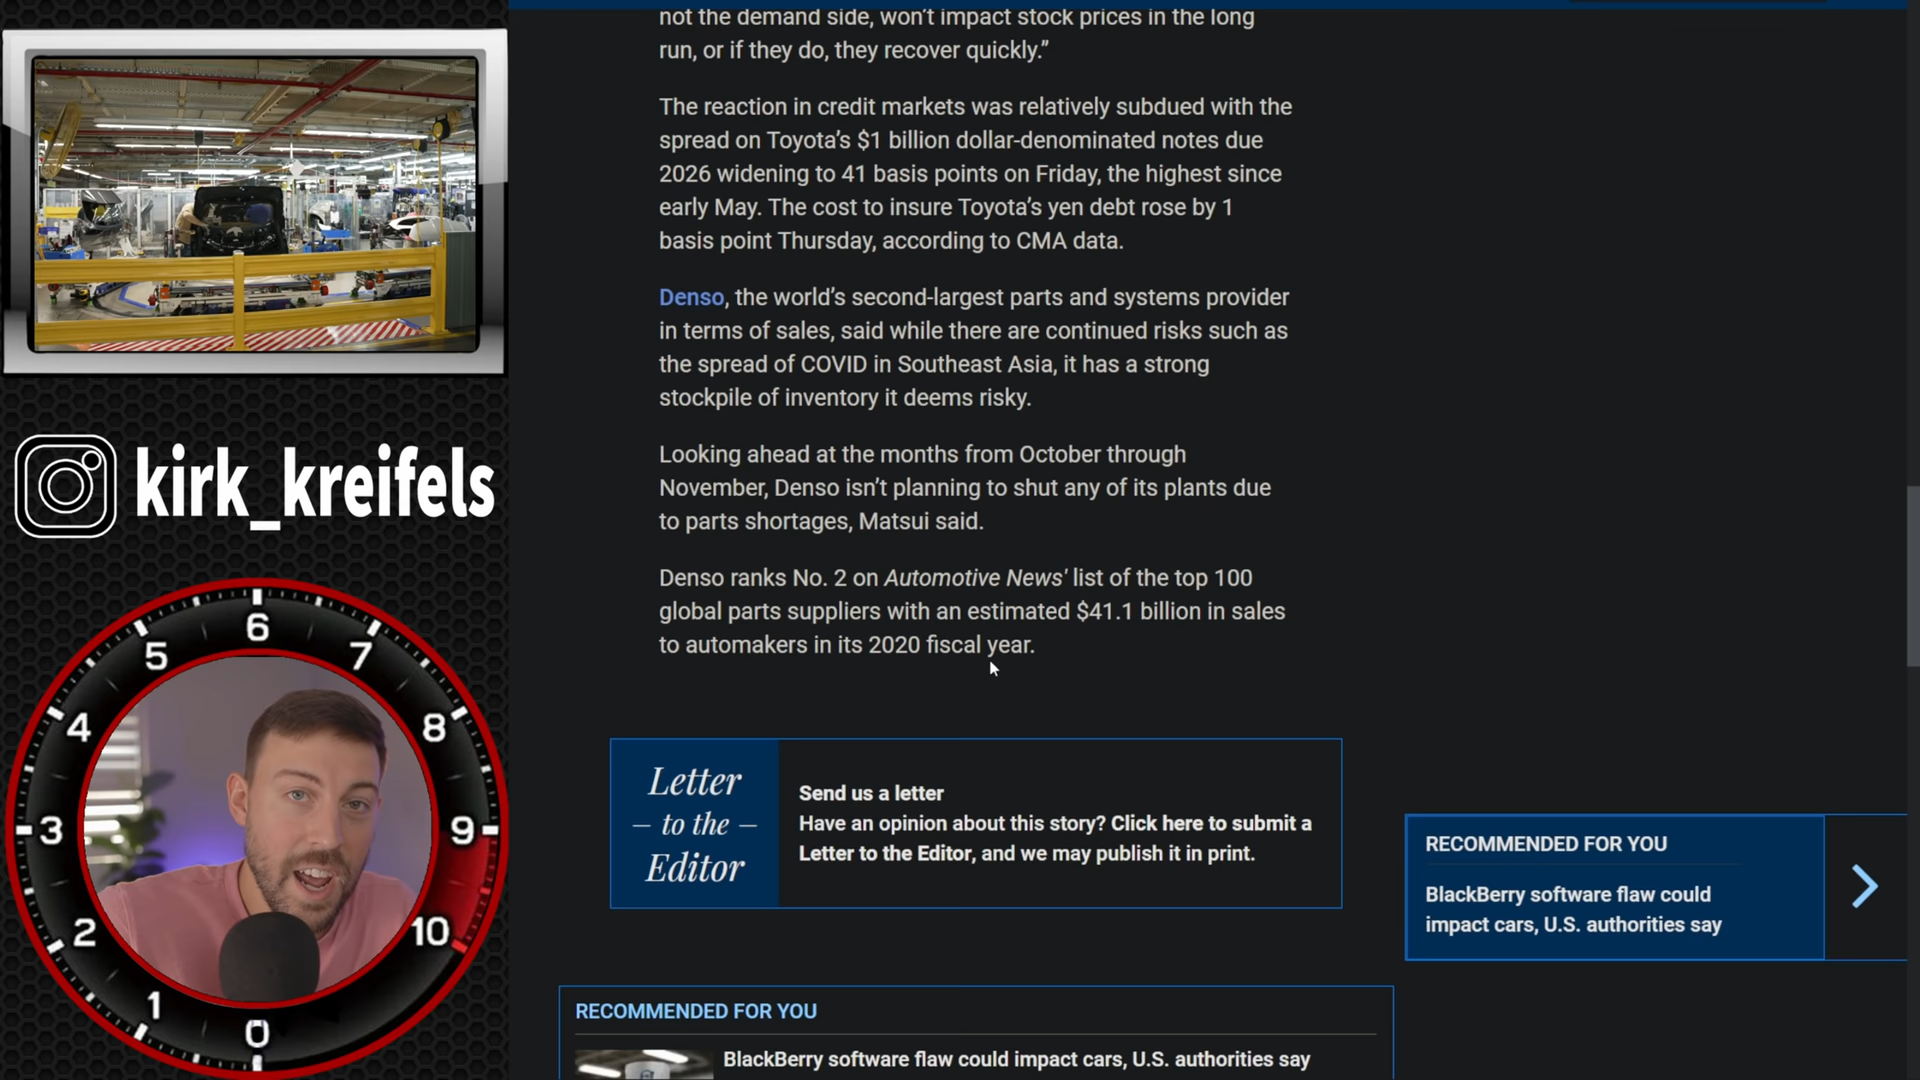 not the demand side, won't impact stock prices in the long
run, or if they do, they recover quickly.”
The reaction in credit markets was relatively subdued with the
spread on Toyota’s $1 billion dollar-denominated notes due
2026 widening to 41 basis points on Friday, the highest since
early May. The cost to insure Toyota’s yen debt rose by 1
basis point Thursday, according to CMA data.
Denso, the world’s second-largest parts and systems provider
in terms of sales, said while there are continued risks such as
the spread of COVID in Southeast Asia, it has a strong
stockpile of inventory it deems risky.
Looking ahead at the months from October through
November, Denso isn’t planning to shut any of its plants due
to parts shortages, Matsui said.
Denso ranks No. 2 on Automotive News' list of the top 100
global parts suppliers with an estimated $41.1 billion in sales
to automakers in its 2020 fiscal year.
Letter
– to the –
Editor
Send us a letter
Have an opinion about this story? Click here to submit a
Letter to the Editor, and we may publish it in print.
RECOMMENDED FOR YOU
BlackBerry software flaw could
impact cars, U.S. authorities say
RECOMMENDED FOR YOU
BlackBerry software flaw could impact cars, U.S. authorities say
kirk_kreifels
0
1
2
3
4
5
6
7
8
9
10